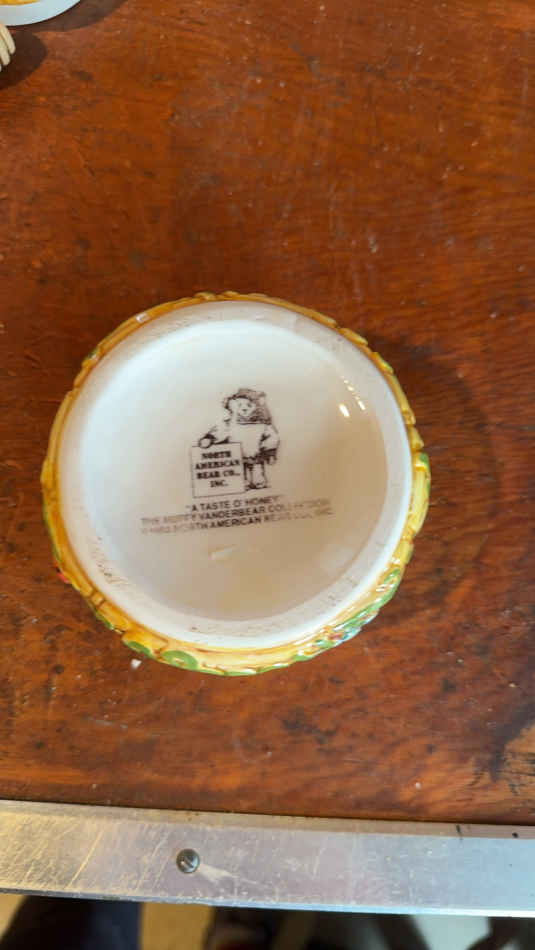 NORTH
AMERICAN
BEAR CO.,
INC.
"A TASTE O' HONEY"
THE MUFFY VANDERBEAR COLLECTION
NORTH AMERICAN BEAR CO., INC.